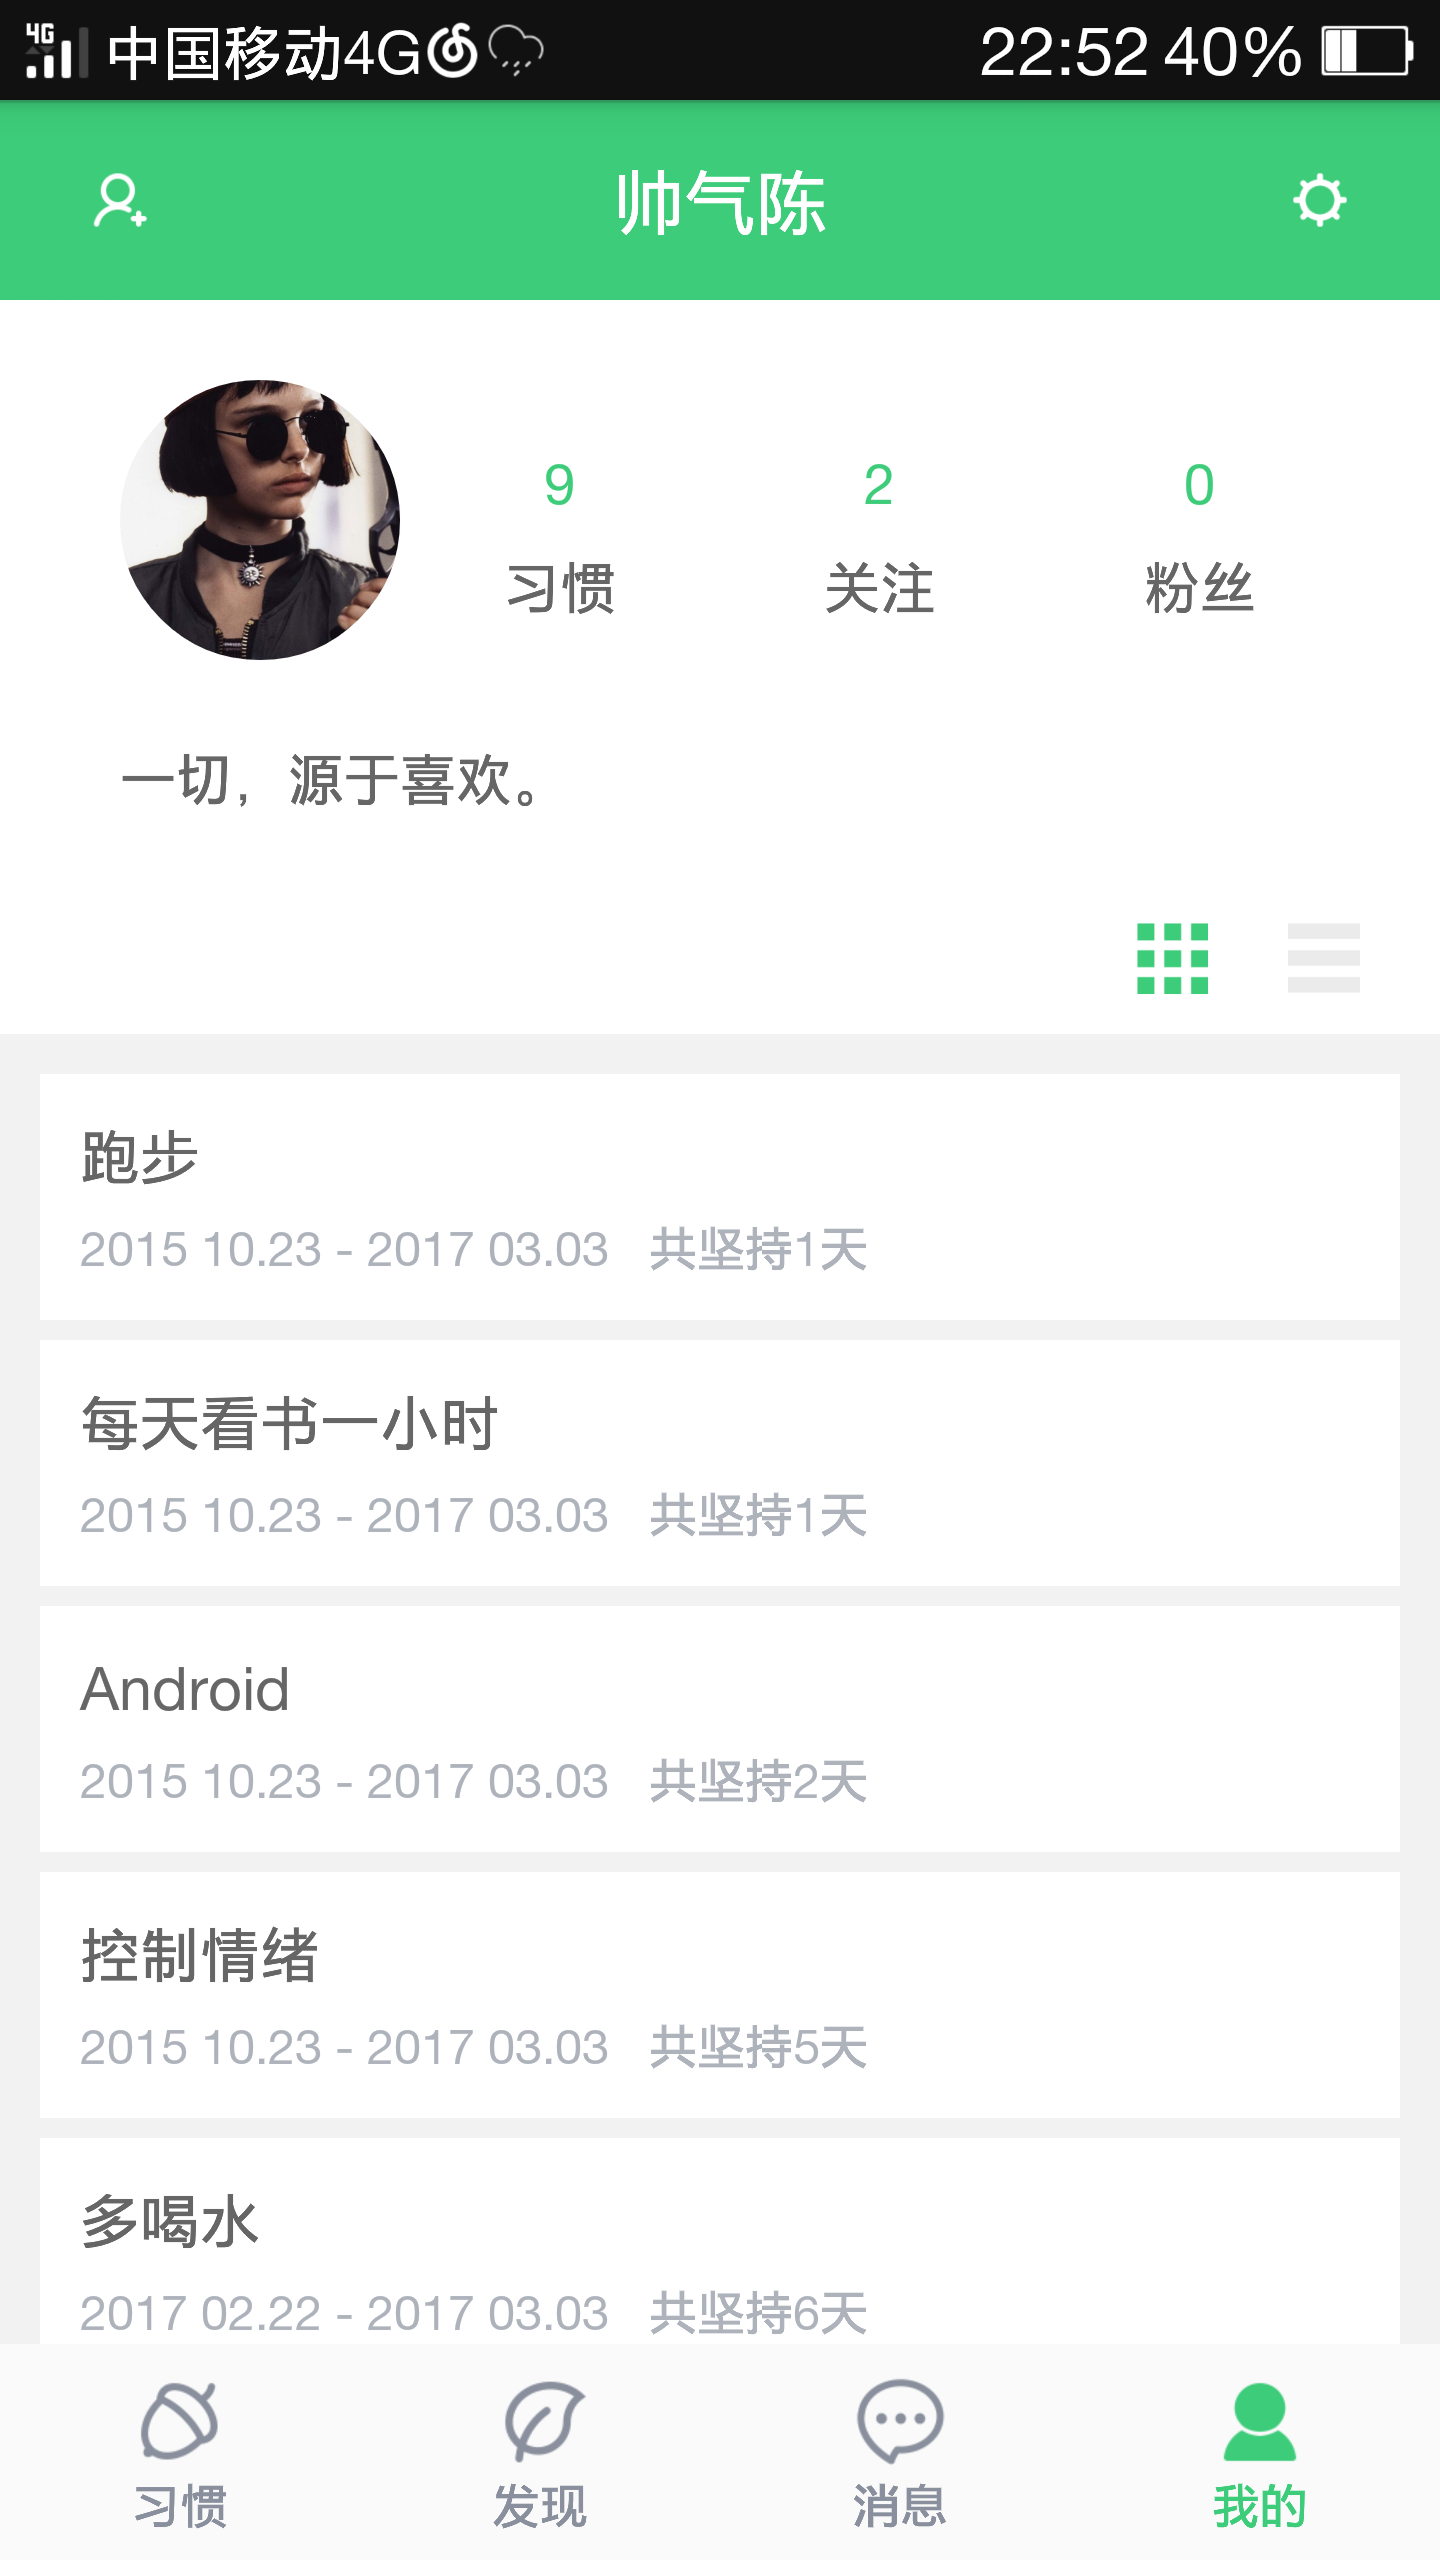 4G 中国移动4G 22:52 40%
帅气陈
9 2 0
习惯 关注 粉丝
一切，源于喜欢。
跑步
2015 10.23 - 2017 03.03 共坚持1天
每天看书一小时
2015 10.23 - 2017 03.03 共坚持1天
Android
2015 10.23 - 2017 03.03 共坚持2天
控制情绪
2015 10.23 - 2017 03.03 共坚持5天
多喝水
2017 02.22 - 2017 03.03 共坚持6天
习惯 发现 消息 我的